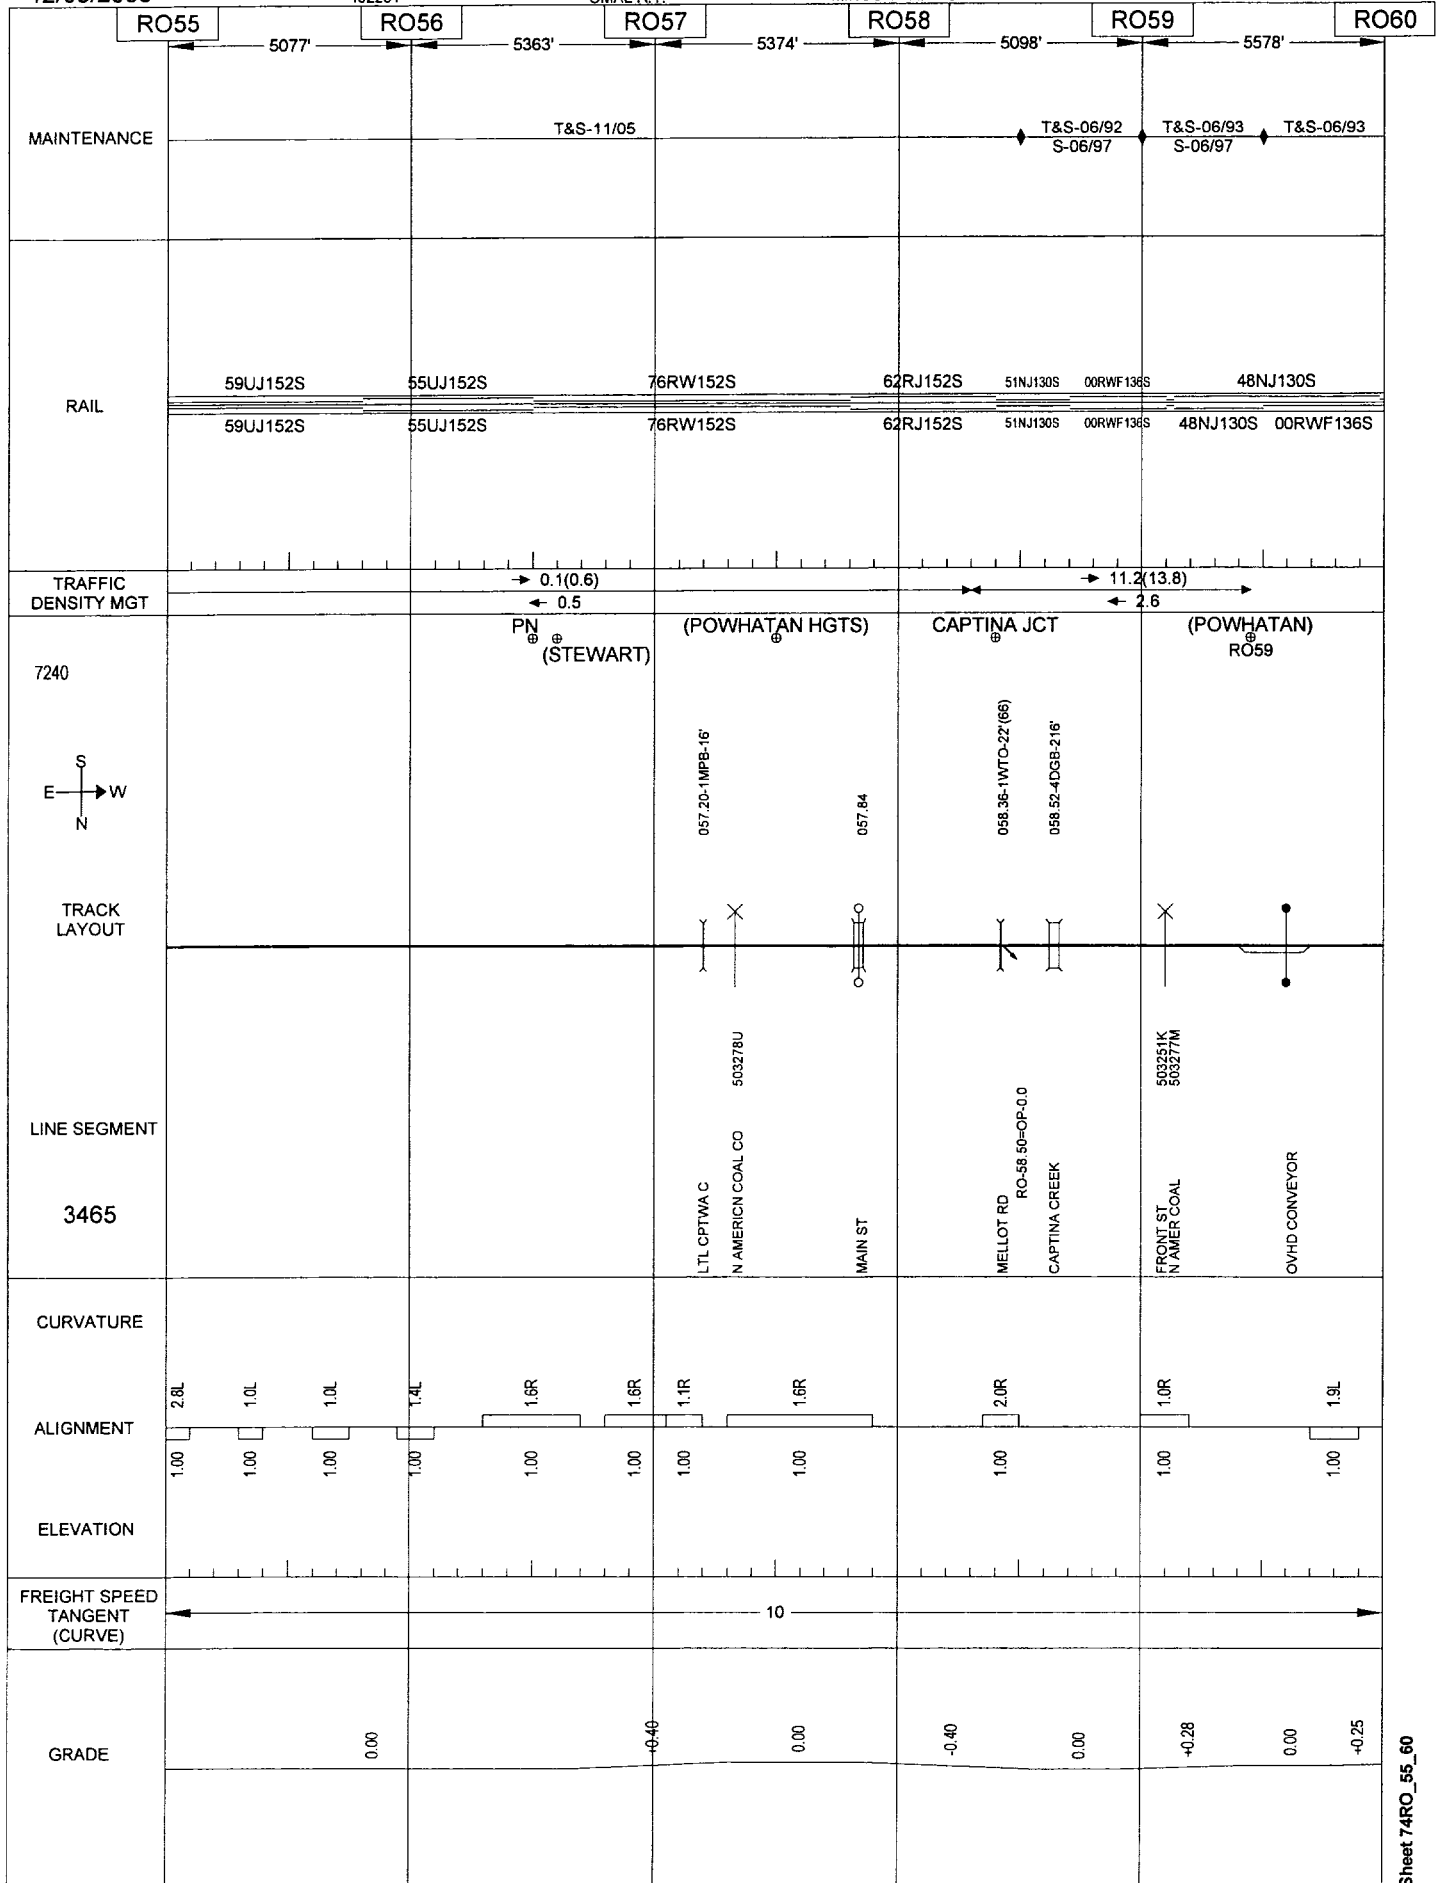 RO55 RO56 RO57 RO58 RO59 RO60
5077' 5363' 5374' 5098' 5578'
MAINTENANCE
T&S-11/05
T&S-06/92 T&S-06/93 T&S-06/93
S-06/97 S-06/97
RAIL
59UJ152S 55UJ152S 76RW152S 62RJ152S 51NJ130S 00RWF136S 48NJ130S
59UJ152S 55UJ152S 76RW152S 62RJ152S 51NJ130S 00RWF136S 48NJ130S 00RWF136S
TRAFFIC
DENSITY MGT
0.1(0.6) 11.2(13.8)
0.5 2.6
PN (POWHATAN HGTS) CAPTINA JCT (POWHATAN)
(STEWART) RO59
7240
S
E W
N
057.20-1MPB-16'
057.84
058.36-1WTO-22'(66)
058.52-4DGB-216'
TRACK
LAYOUT
503278U
503251K
503277M
LINE SEGMENT
3465
LTL CPTWA C
N AMERICN COAL CO
MAIN ST
MELLOT RD
RO-58.50=OP-0.0
CAPTINA CREEK
FRONT ST
N AMER COAL
OVHD CONVEYOR
CURVATURE
2.8L 1.0L 1.0L 1.4L 1.6R 1.6R 1.1R 1.6R 2.0R 1.0R 1.9L
ALIGNMENT
1.00 1.00 1.00 1.00 1.00 1.00 1.00 1.00 1.00 1.00 1.00
ELEVATION
FREIGHT SPEED
TANGENT
(CURVE)
10
GRADE
0.00 +0.40 0.00 -0.40 0.00 +0.28 0.00 +0.25
Sheet 74RO_55_60